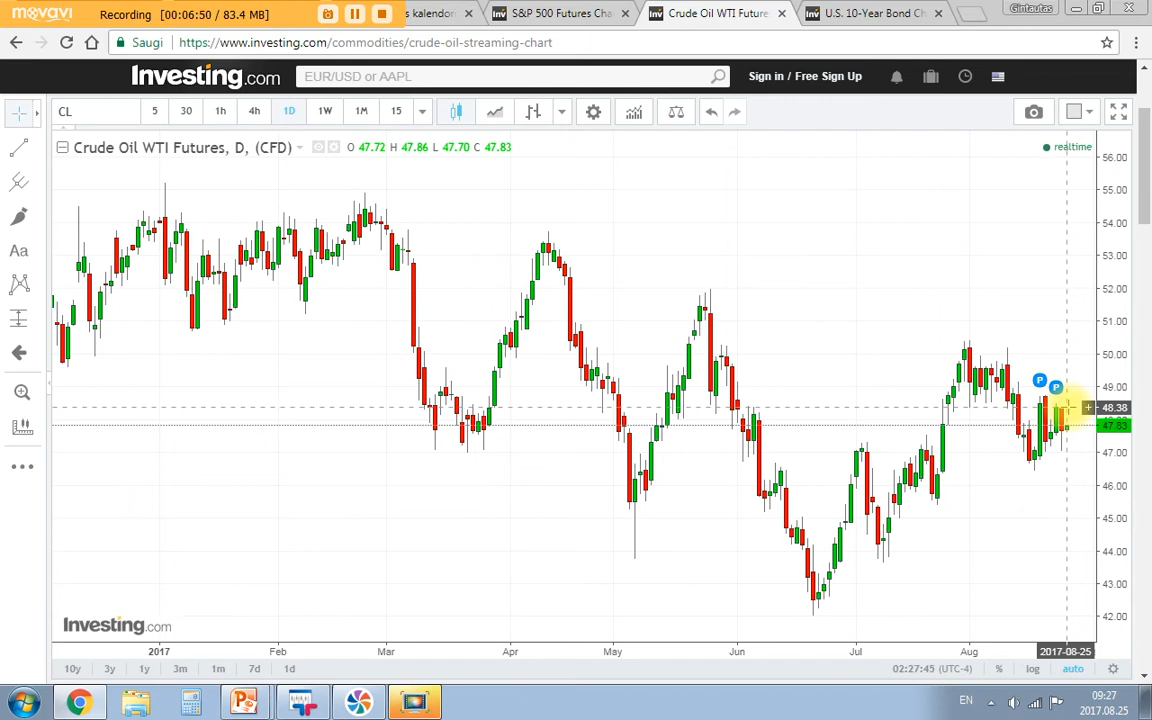 movavi Recording (00:06:50 / 83.4 MB)
s kalendor
S&P 500 Futures Cha
Crude Oil WTI Future
U.S. 10-Year Bond Ch
Gintautas
Saugi
https://www.investing.com/commodities/crude-oil-streaming-chart
Investing.com
EUR/USD or AAPL
Sign in / Free Sign Up
CL
5
30
1h
4h
1D
1W
1M
15
Crude Oil WTI Futures, D, (CFD)
O 47.72 H 47.86 L 47.70 C 47.83
realtime
Aa
P
P
56.00
55.00
54.00
53.00
52.00
51.00
50.00
49.00
48.38
47.83
47.00
46.00
45.00
44.00
43.00
42.00
Investing.com
2017
Feb
Mar
Apr
May
Jun
Jul
Aug
2017-08-25
10y
3y
1y
3m
1m
7d
1d
02:27:45 (UTC-4)
%
log
auto
EN
09:27
2017.08.25